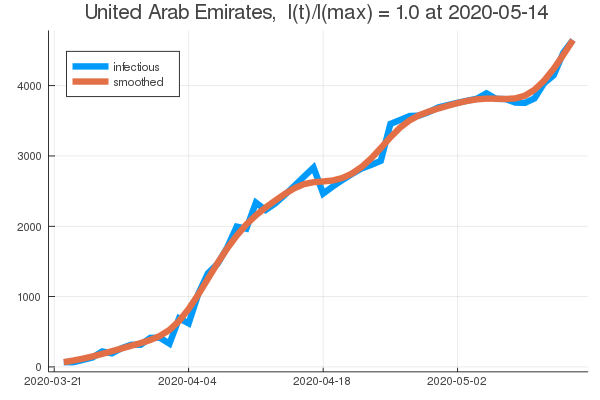 United Arab Emirates,  I(t)/I(max) = 1.0 at 2020-05-14
infectious
smoothed
4000
3000
2000
1000
0
2020-03-21 2020-04-04 2020-04-18 2020-05-02